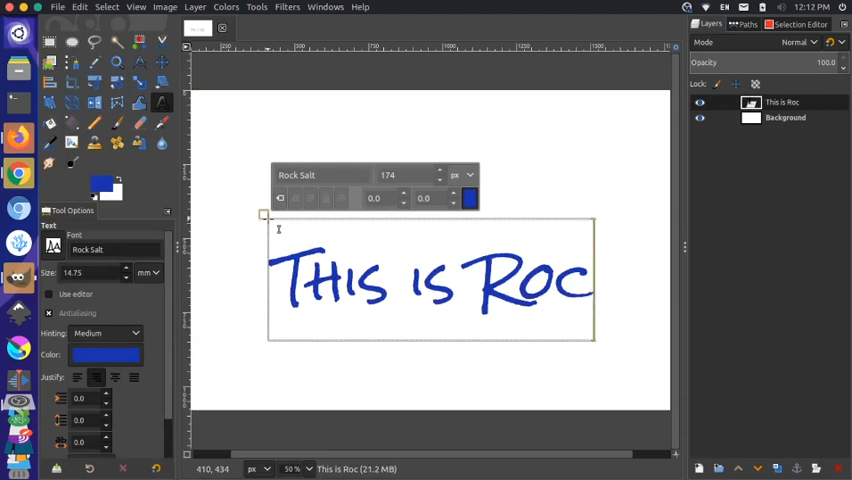 File Edit Select View Image Layer Colors Tools Filters Windows Help
EN
12:12 PM
Layers Paths Selection Editor
Mode Normal
Opacity 100.0
Lock:
This is Roc
Background
Rock Salt 174 px
0.0 0.0
This is Roc
Tool Options
Text
Font
Rock Salt
Size: 14.75 mm
Use editor
Antialiasing
Hinting: Medium
Color:
Justify:
0.0
0.0
0.0
410, 434 px 50 % This is Roc (21.2 MB)